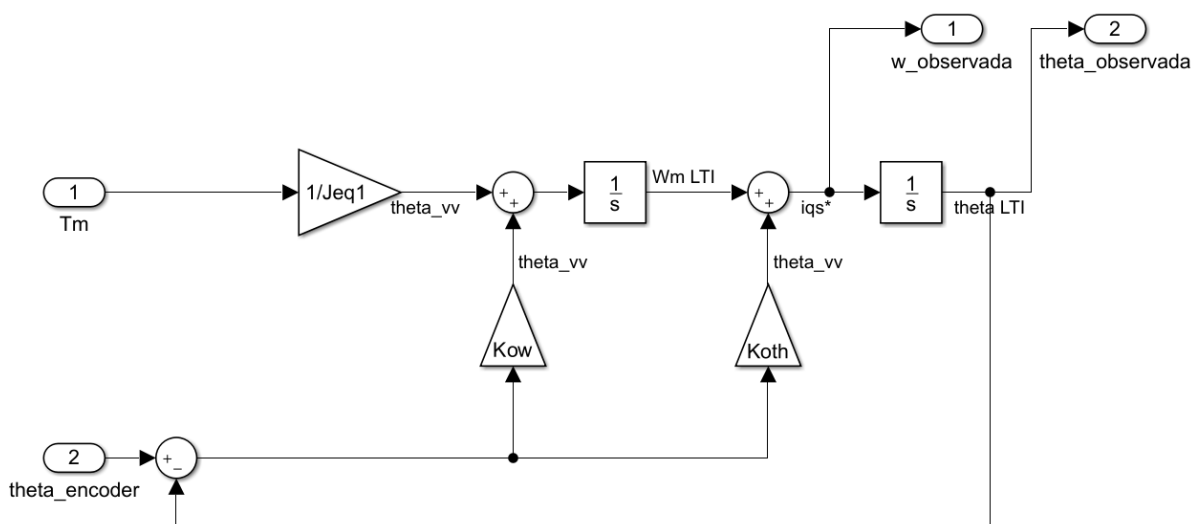 1
w_observada
2
theta_observada
1
Tm
1/Jeq1
theta_vv
+
+
1
s
Wm LTI
+
+
iqs*
1
s
theta LTI
theta_vv
theta_vv
Kow
Koth
2
theta_encoder
+
−